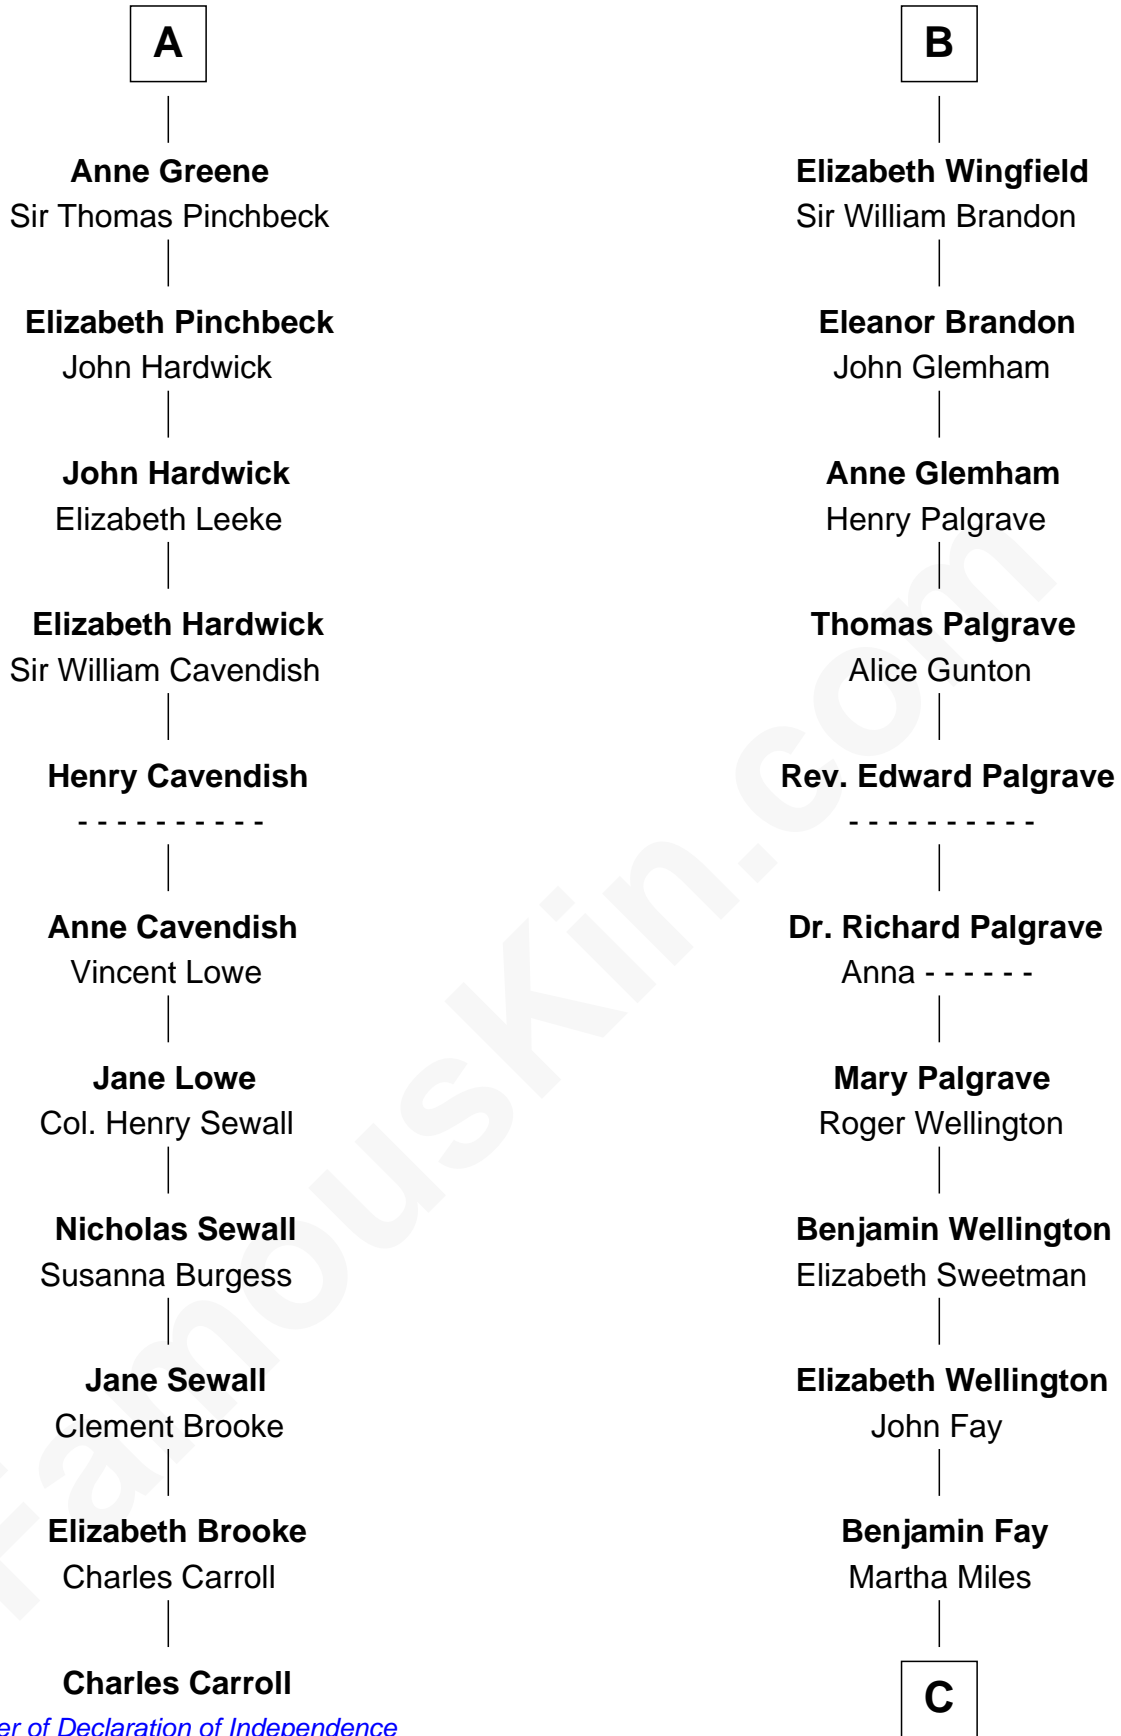 A
Anne Greene
Sir Thomas Pinchbeck
Elizabeth Pinchbeck
John Hardwick
John Hardwick
Elizabeth Leeke
Elizabeth Hardwick
Sir William Cavendish
Henry Cavendish
- - - - - - - - - -
Anne Cavendish
Vincent Lowe
Jane Lowe
Col. Henry Sewall
Nicholas Sewall
Susanna Burgess
Jane Sewall
Clement Brooke
Elizabeth Brooke
Charles Carroll
Charles Carroll
er of Declaration of Independence
B
Elizabeth Wingfield
Sir William Brandon
Eleanor Brandon
John Glemham
Anne Glemham
Henry Palgrave
Thomas Palgrave
Alice Gunton
Rev. Edward Palgrave
- - - - - - - - - -
Dr. Richard Palgrave
Anna - - - - - -
Mary Palgrave
Roger Wellington
Benjamin Wellington
Elizabeth Sweetman
Elizabeth Wellington
John Fay
Benjamin Fay
Martha Miles
C
FamousKin.com